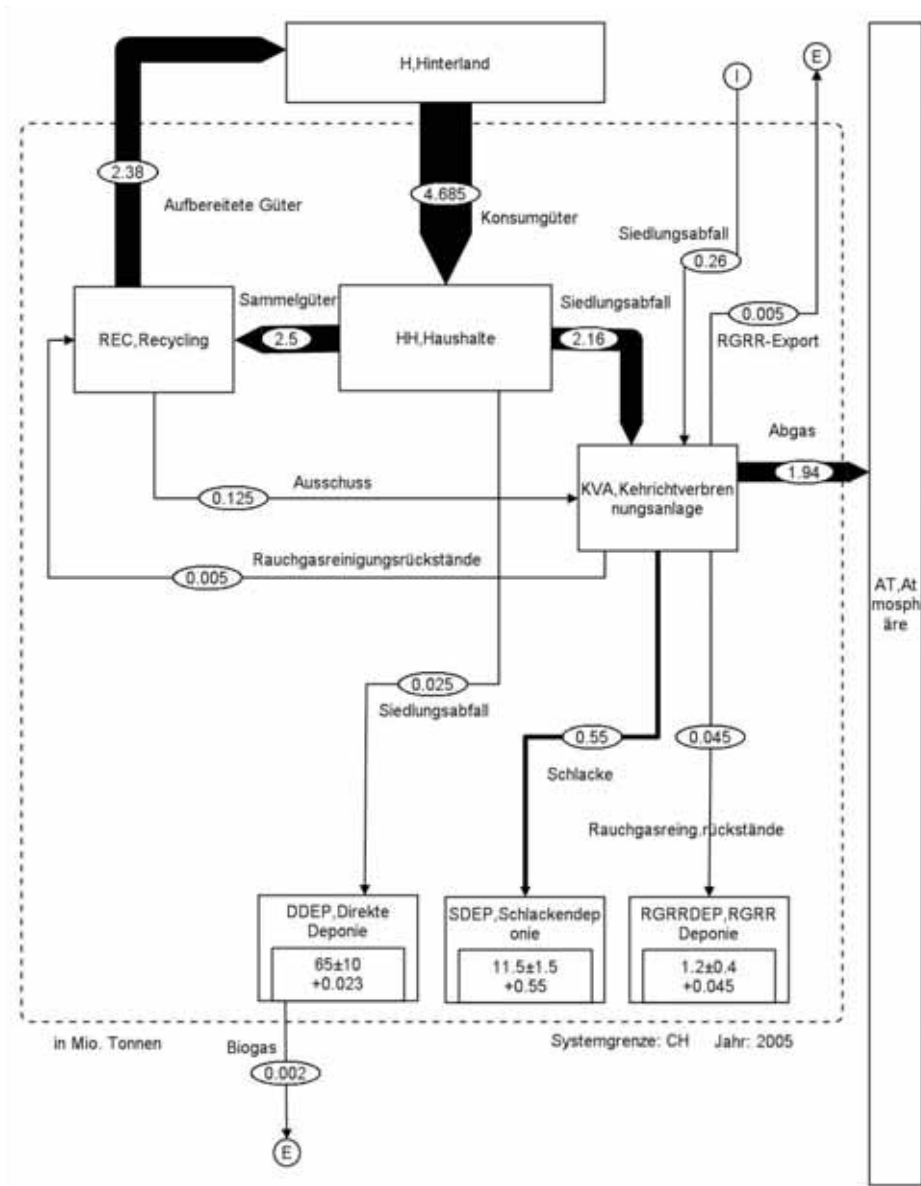 H,Hinterland
I
E
2.38
Aufbereitete Güter
4.685
Konsumgüter
Siedlungsabfall
0.26
Sammelgüter
Siedlungsabfall
0.005
RGRR-Export
REC,Recycling
2.5
HH,Haushalte
2.16
Abgas
1.94
Ausschuss
0.125
KVA,Kehrichtverbren
nungsanlage
Rauchgasreinigungsrückstände
0.005
AT,At
mosph
äre
0.025
Siedlungsabfall
0.55
Schlacke
0.045
Rauchgasreing.rückstände
DDEP,Direkte
Deponie
65±10
+0.023
SDEP,Schlackendep
onie
11.5±1.5
+0.55
RGRRDEP,RGRR
Deponie
1.2±0.4
+0.045
in Mio. Tonnen
Biogas
0.002
E
Systemgrenze: CH
Jahr: 2005